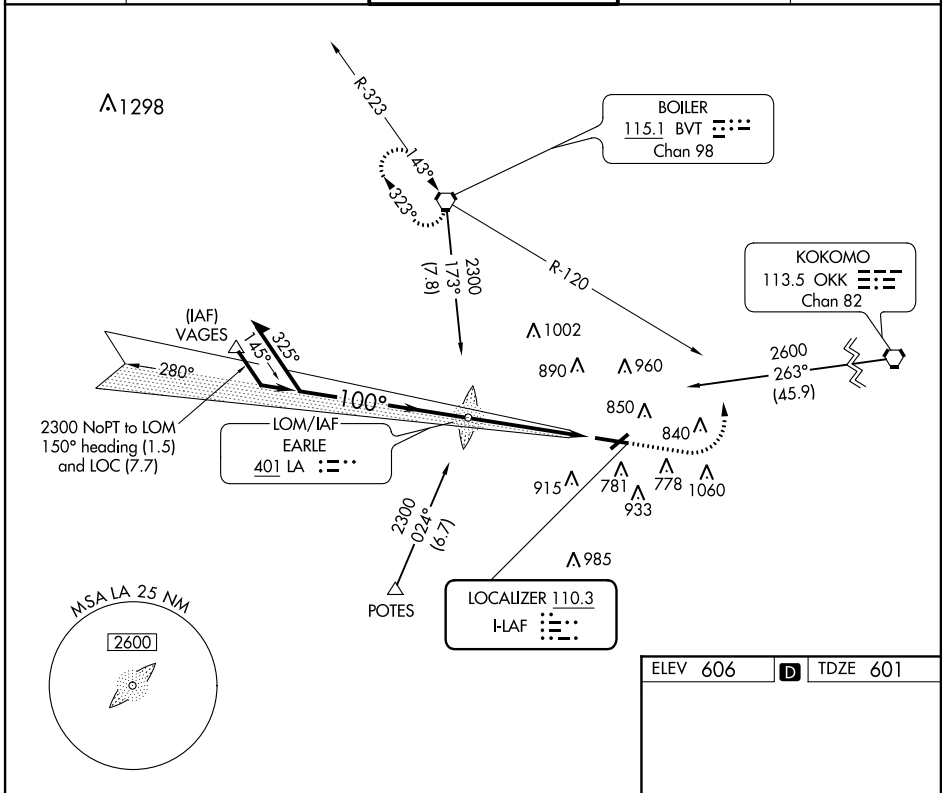 1298
R-323
143°
323°
BOILER
115.1 BVT
Chan 98
2300
173°
(7.8)
R-120
KOKOMO
113.5 OKK
Chan 82
2600
263°
(45.9)
(IAF)
VAGES
145°
325°
280°
100°
2300 NoPT to LOM
150° heading (1.5)
and LOC (7.7)
LOM/IAF
EARLE
401 LA
1002
890
960
850
840
915
781
933
778
1060
985
2300
024°
(6.7)
POTES
LOCALIZER 110.3
I-LAF
MSA LA 25 NM
2600
ELEV 606
D
TDZE 601